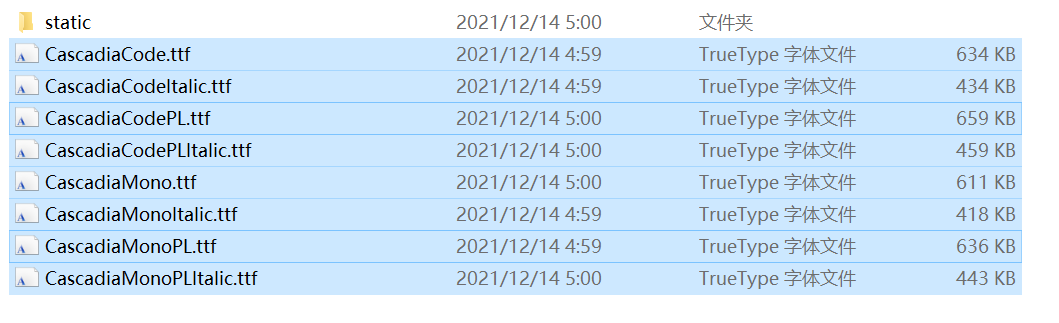 static 2021/12/14 5:00 文件夹
CascadiaCode.ttf 2021/12/14 4:59 TrueType 字体文件 634 KB
CascadiaCodeItalic.ttf 2021/12/14 4:59 TrueType 字体文件 434 KB
CascadiaCodePL.ttf 2021/12/14 5:00 TrueType 字体文件 659 KB
CascadiaCodePLItalic.ttf 2021/12/14 5:00 TrueType 字体文件 459 KB
CascadiaMono.ttf 2021/12/14 5:00 TrueType 字体文件 611 KB
CascadiaMonoItalic.ttf 2021/12/14 4:59 TrueType 字体文件 418 KB
CascadiaMonoPL.ttf 2021/12/14 4:59 TrueType 字体文件 636 KB
CascadiaMonoPLItalic.ttf 2021/12/14 5:00 TrueType 字体文件 443 KB